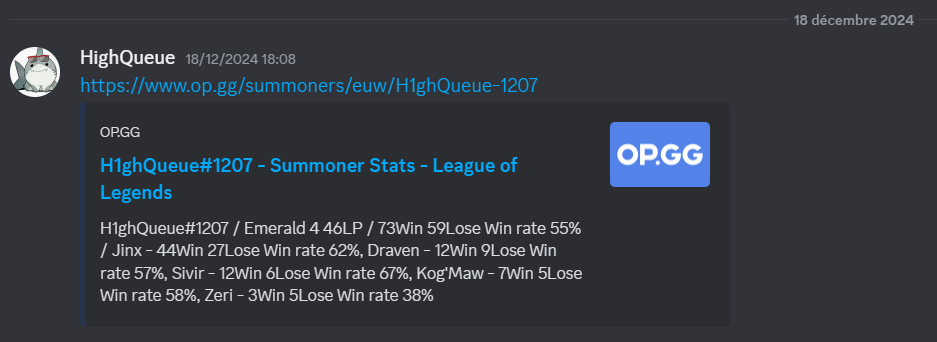 18 décembre 2024
HighQueue 18/12/2024 18:08
https://www.op.gg/summoners/euw/H1ghQueue-1207
OP.GG
OP.GG
H1ghQueue#1207 - Summoner Stats - League of
Legends
H1ghQueue#1207 / Emerald 4 46LP / 73Win 59Lose Win rate 55%
/ Jinx - 44Win 27Lose Win rate 62%, Draven - 12Win 9Lose Win
rate 57%, Sivir - 12Win 6Lose Win rate 67%, Kog'Maw - 7Win 5Lose
Win rate 58%, Zeri - 3Win 5Lose Win rate 38%